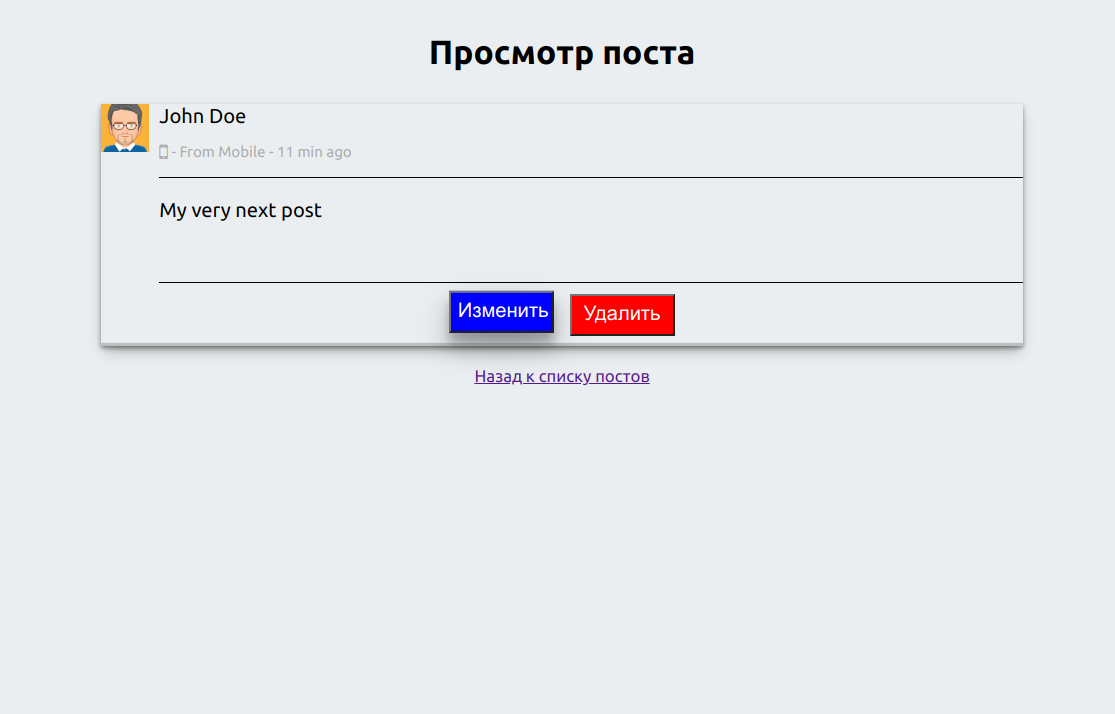 Просмотр поста
John Doe
- From Mobile - 11 min ago
My very next post
Изменить Удалить
Назад к списку постов